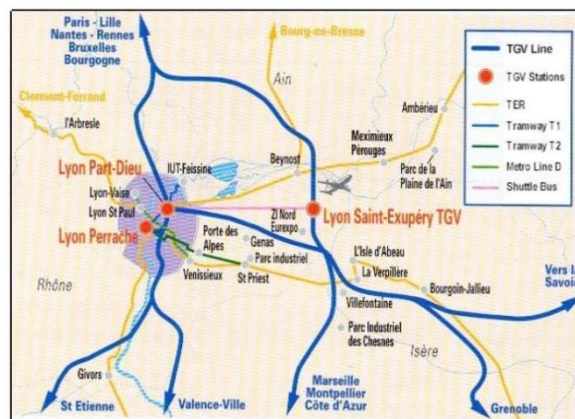 Paris - Lille
Nantes - Rennes
Bruxelles
Bourgogne
Bourg-en-Bresse
Ain
Clermont-Ferrand
l'Arbresle
Lyon Part-Dieu
IUT-Feissine
Beynost
Meximieux
Pérouges
Ambérieu
Parc de la
Plaine de l'Ain
Lyon-Vaise
Lyon St Paul
Lyon Perrache
Lyon Saint-Exupéry TGV
ZI Nord
Eurexpo
Porte des
Alpes
Genas
Parc industriel
Venissieux
St Priest
L'Isle d'Abeau
La Verpillère
Bourgoin-Jallieu
Villefontaine
Parc Industriel
des Chesnes
Rhône
Isère
Vers la
Savoie
Givors
St Etienne
Valence-Ville
Marseille
Montpellier
Côte d'Azur
Grenoble
TGV Line
TGV Stations
TER
Tramway T1
Tramway T2
Metro Line D
Shuttle Bus